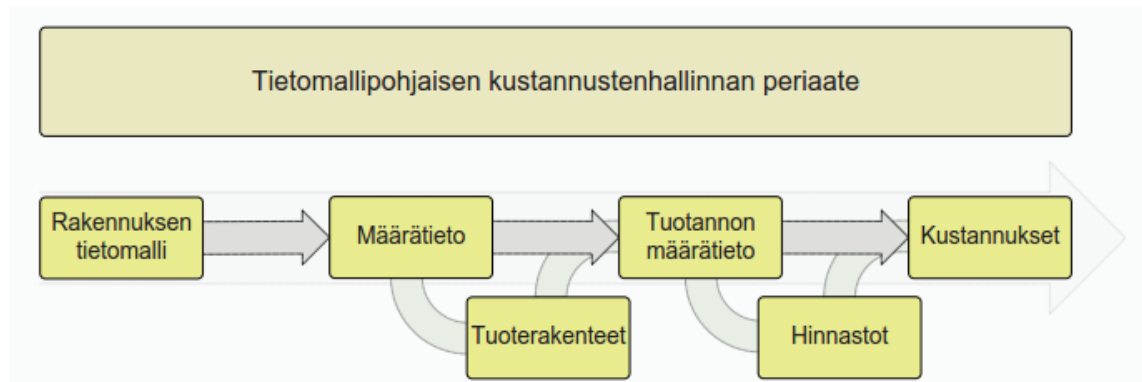 Tietomallipohjaisen kustannustenhallinnan periaate
Rakennuksen
tietomalli
Määrätieto
Tuotannon
määrätieto
Kustannukset
Tuoterakenteet
Hinnastot